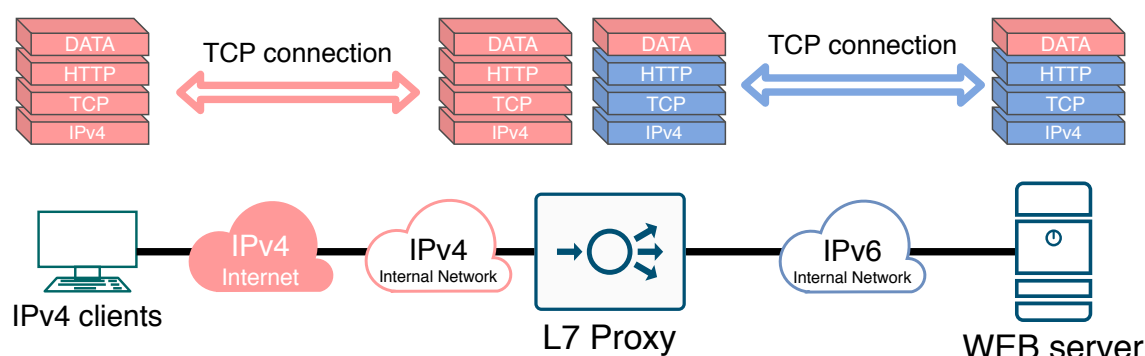 DATA
HTTP
TCP
IPv4
TCP connection
DATA
HTTP
TCP
IPv4
DATA
HTTP
TCP
IPv4
TCP connection
DATA
HTTP
TCP
IPv4
IPv4
Internet
IPv4
Internal Network
IPv6
Internal Network
IPv4 clients
L7 Proxy
WEB server